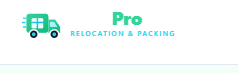 Pro
RELOCATION & PACKING